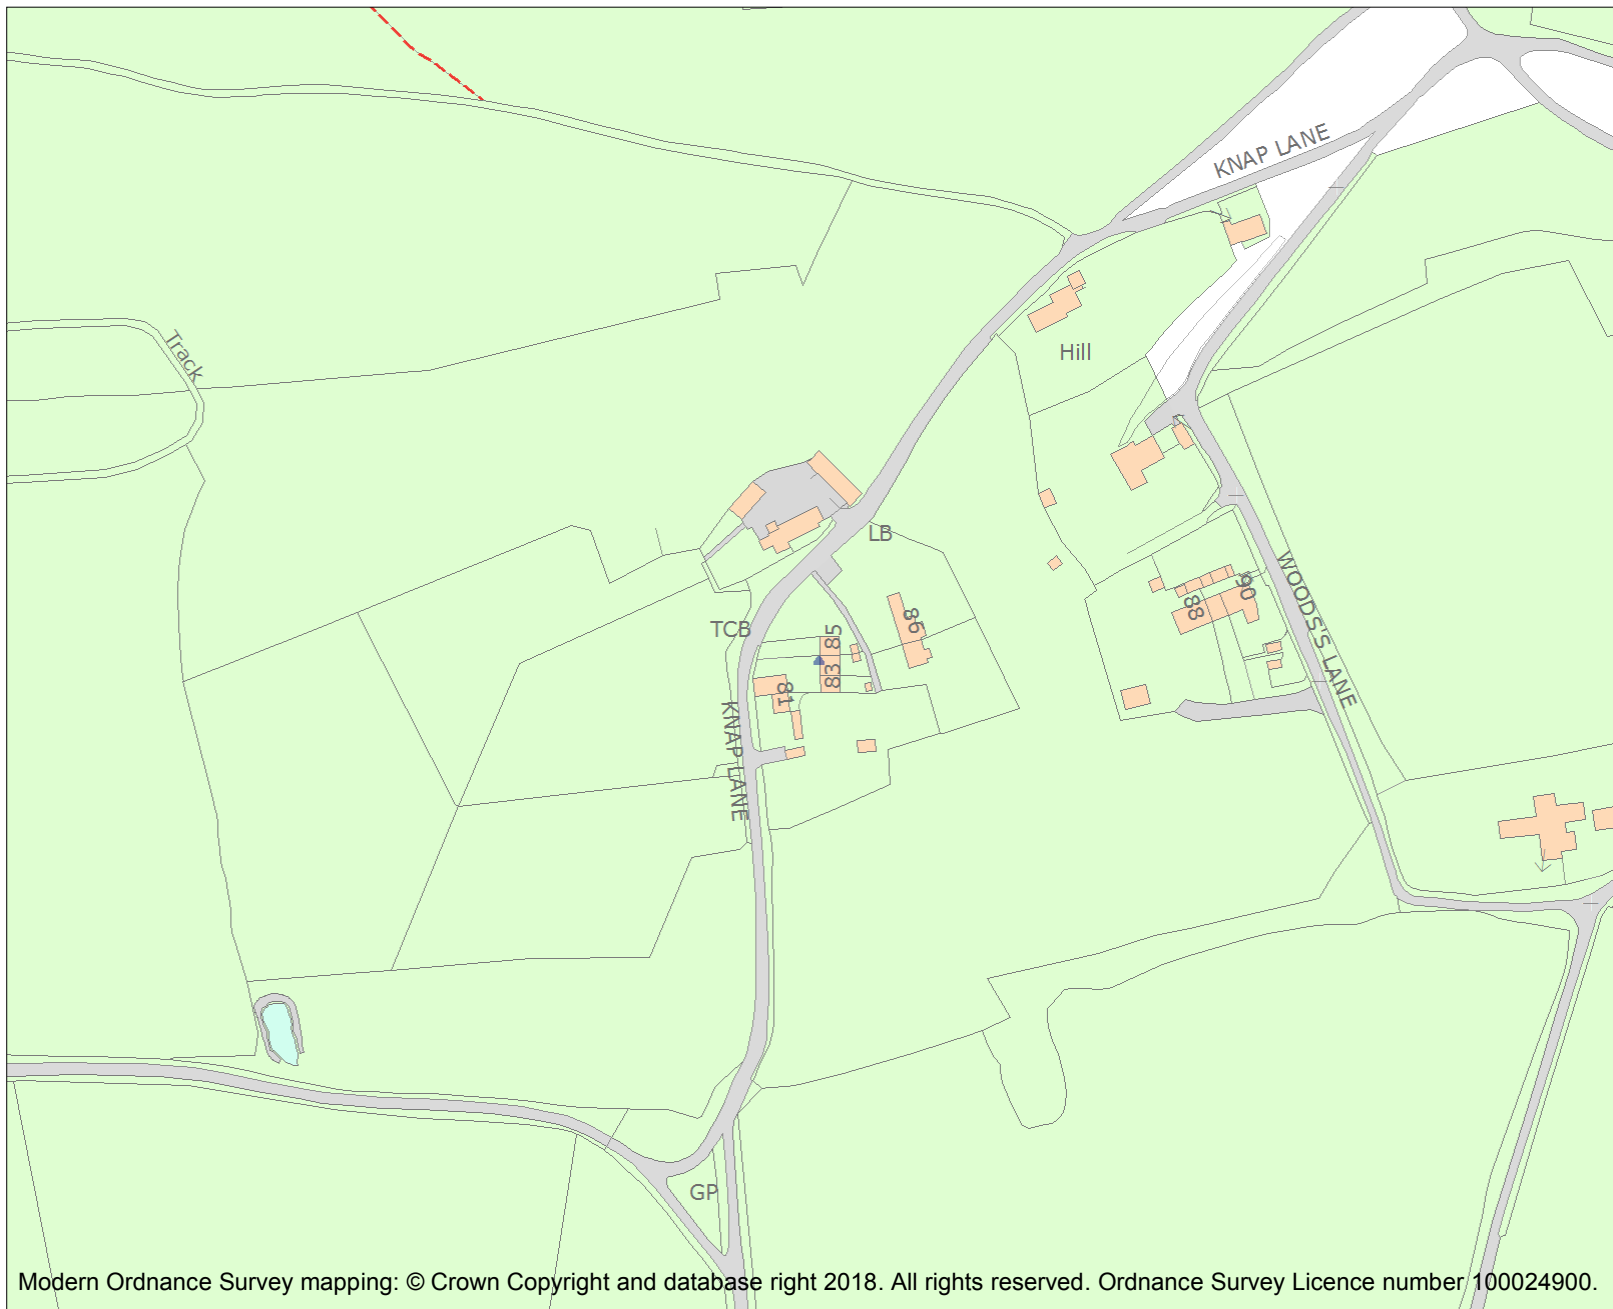 KNAP LANE
Track
Hill
LB
WOODS'S LANE
90
88
86
TCB
85
83
81
KNAP LANE
GP
Modern Ordnance Survey mapping: © Crown Copyright and database right 2018. All rights reserved. Ordnance Survey Licence number 100024900.